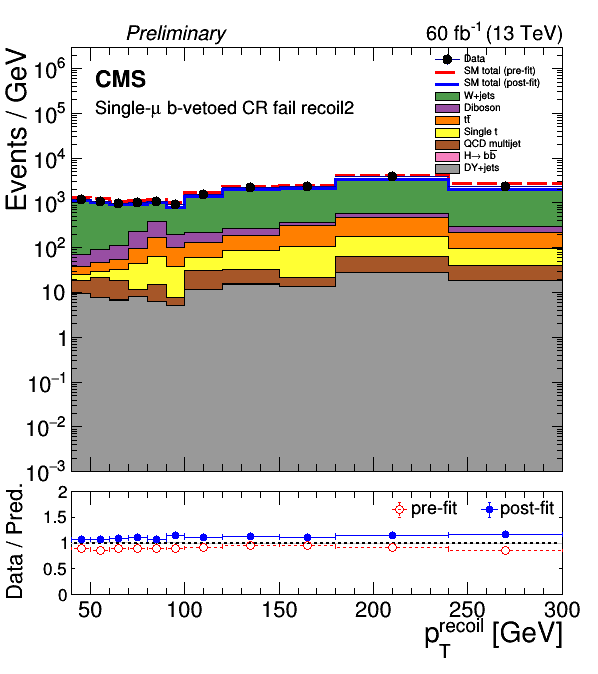 Preliminary 60 fb⁻¹ (13 TeV)
CMS
Single-μ b-vetoed CR fail recoil2
Data
SM total (pre-fit)
SM total (post-fit)
W+jets
Diboson
tt̅
Single t
QCD multijet
H→ bb̅
DY+jets
Events / GeV
10⁶
10⁵
10⁴
10³
10²
10
1
10⁻¹
10⁻²
10⁻³
pre-fit post-fit
Data / Pred.
2
1.5
1
0.5
0
50 100 150 200 250 300
p_T^recoil [GeV]